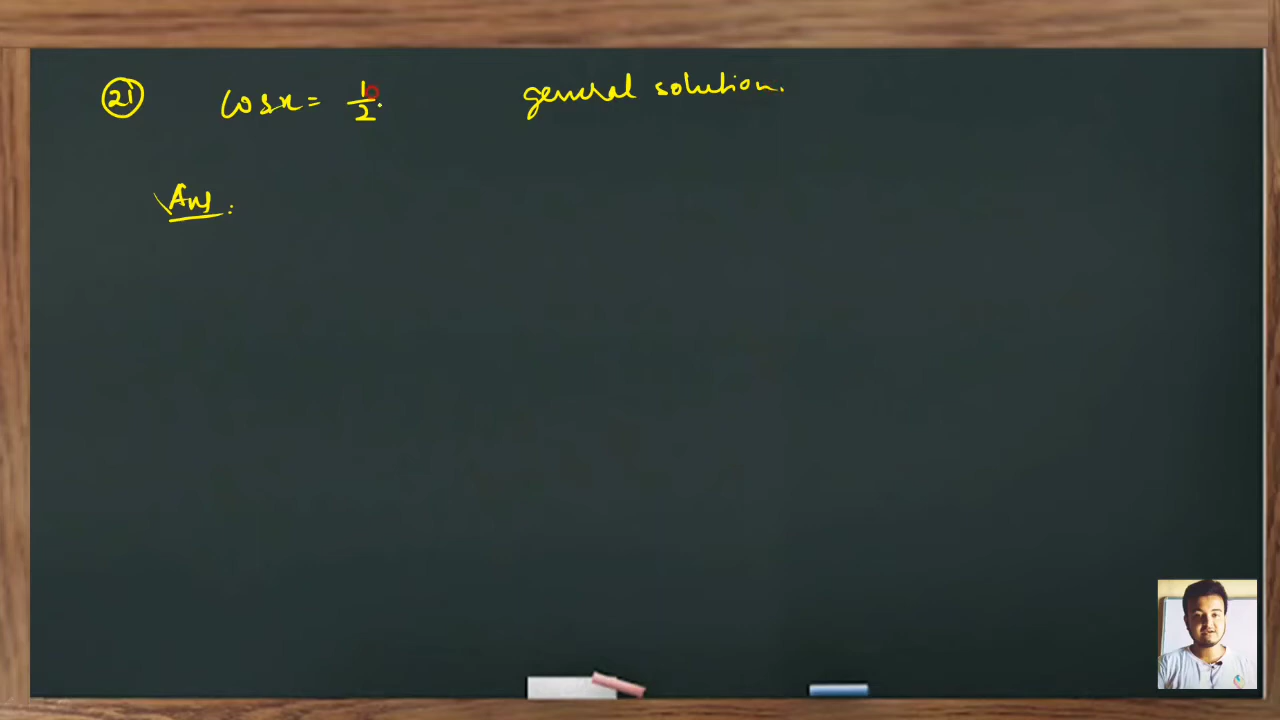 21 cosx = 1/2. general solution.
Ans :